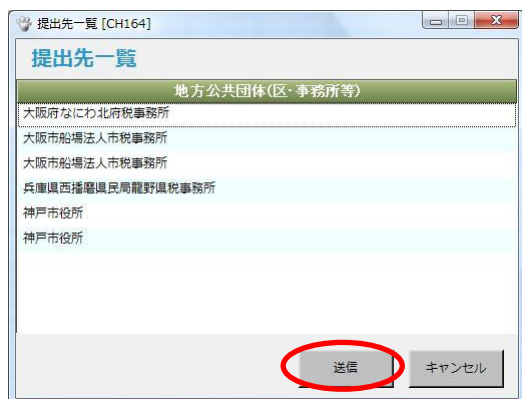 提出先一覧 [CH164]
提出先一覧
地方公共団体(区・事務所等)
大阪府なにわ北府税事務所
大阪市船場法人市税事務所
大阪市船場法人市税事務所
兵庫県西播磨県民局龍野県税事務所
神戸市役所
神戸市役所
送信
キャンセル